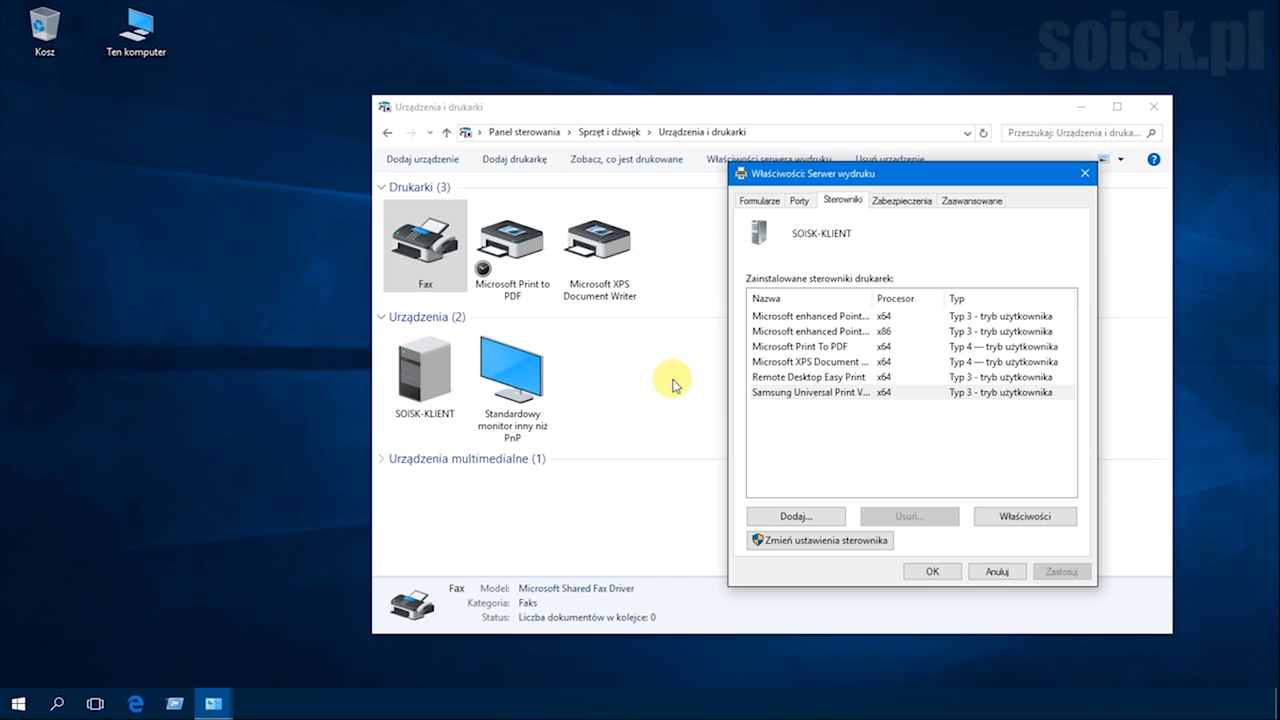 Kosz
Ten komputer
soisk.pl
Urządzenia i drukarki
Panel sterowania > Sprzęt i dźwięk > Urządzenia i drukarki
Przeszukaj: Urządzenia i druka...
Dodaj urządzenie
Dodaj drukarkę
Zobacz, co jest drukowane
Właściwości serwera wydruku
Usuń urządzenie
Drukarki (3)
Fax
Microsoft Print to
PDF
Microsoft XPS
Document Writer
Urządzenia (2)
SOISK-KLIENT
Standardowy
monitor inny niż
PnP
Urządzenia multimedialne (1)
Fax
Model: Microsoft Shared Fax Driver
Kategoria: Faks
Status: Liczba dokumentów w kolejce: 0
Właściwości: Serwer wydruku
Formularze Porty Sterowniki Zabezpieczenia Zaawansowane
SOISK-KLIENT
Zainstalowane sterowniki drukarek:
Nazwa Procesor Typ
Microsoft enhanced Point... x64 Typ 3 - tryb użytkownika
Microsoft enhanced Point... x86 Typ 3 - tryb użytkownika
Microsoft Print To PDF x64 Typ 4 — tryb użytkownika
Microsoft XPS Document ... x64 Typ 4 — tryb użytkownika
Remote Desktop Easy Print x64 Typ 3 - tryb użytkownika
Samsung Universal Print V... x64 Typ 3 - tryb użytkownika
Dodaj... Usuń... Właściwości
Zmień ustawienia sterownika
OK Anuluj Zastosuj